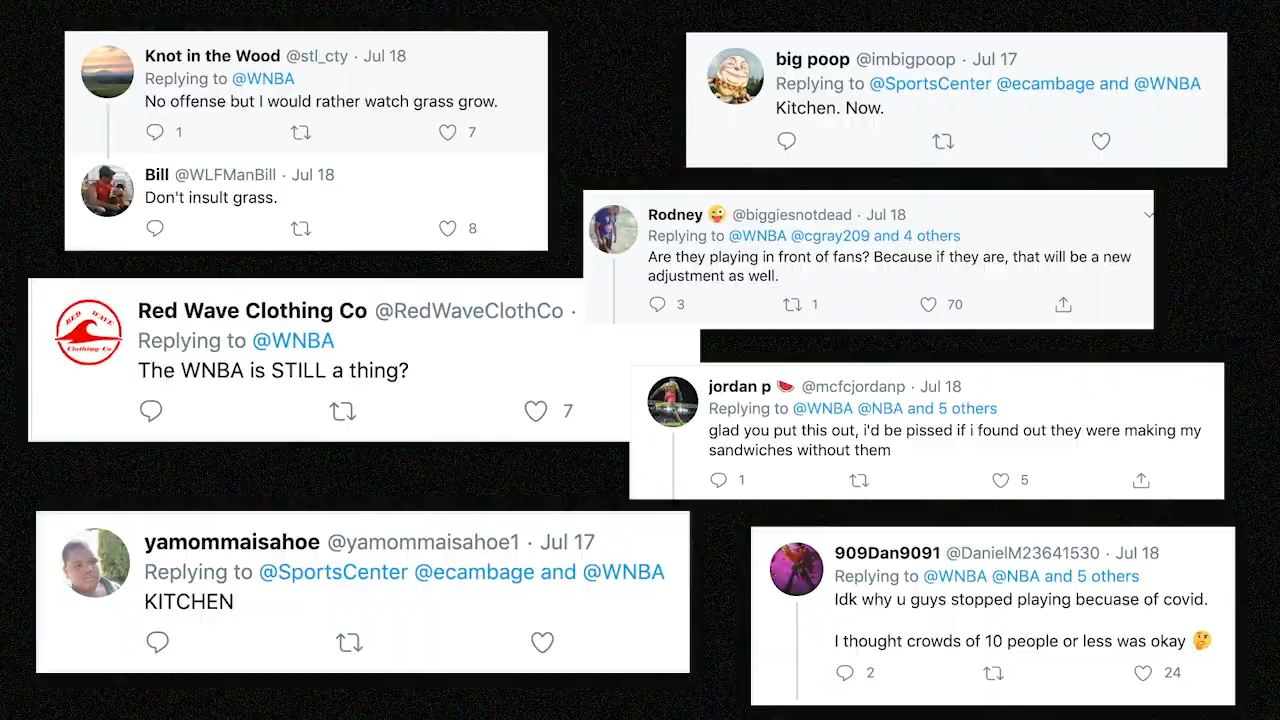 Knot in the Wood @stl_cty · Jul 18
Replying to @WNBA
No offense but I would rather watch grass grow.
1 7
Bill @WLFManBill · Jul 18
Don't insult grass.
8
big poop @imbigpoop · Jul 17
Replying to @SportsCenter @ecambage and @WNBA
Kitchen. Now.
Rodney 😜 @biggiesnotdead · Jul 18
Replying to @WNBA @cgray209 and 4 others
Are they playing in front of fans? Because if they are, that will be a new
adjustment as well.
3 1 70
RED WAVE
Clothing Co
Red Wave Clothing Co @RedWaveClothCo ·
Replying to @WNBA
The WNBA is STILL a thing?
7
jordan p 🍉 @mcfcjordanp · Jul 18
Replying to @WNBA @NBA and 5 others
glad you put this out, i'd be pissed if i found out they were making my
sandwiches without them
1 5
yamommaisahoe @yamommaisahoe1 · Jul 17
Replying to @SportsCenter @ecambage and @WNBA
KITCHEN
909Dan9091 @DanielM23641530 · Jul 18
Replying to @WNBA @NBA and 5 others
Idk why u guys stopped playing becuase of covid.
I thought crowds of 10 people or less was okay 🤔
2 24